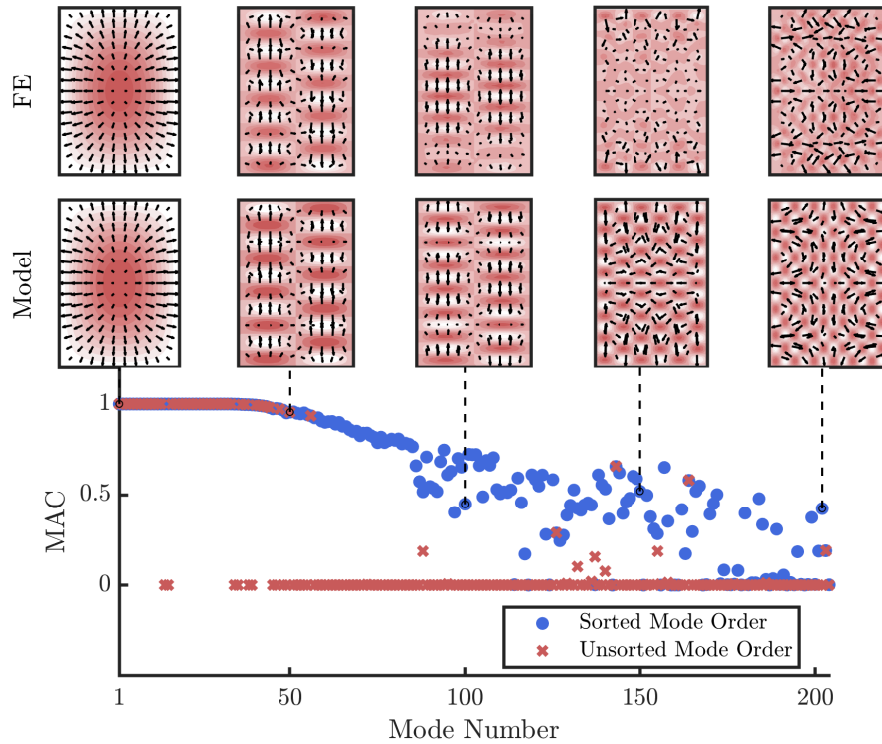 FE
Model
1
0.5
0
MAC
Sorted Mode Order
Unsorted Mode Order
1 50 100 150 200
Mode Number